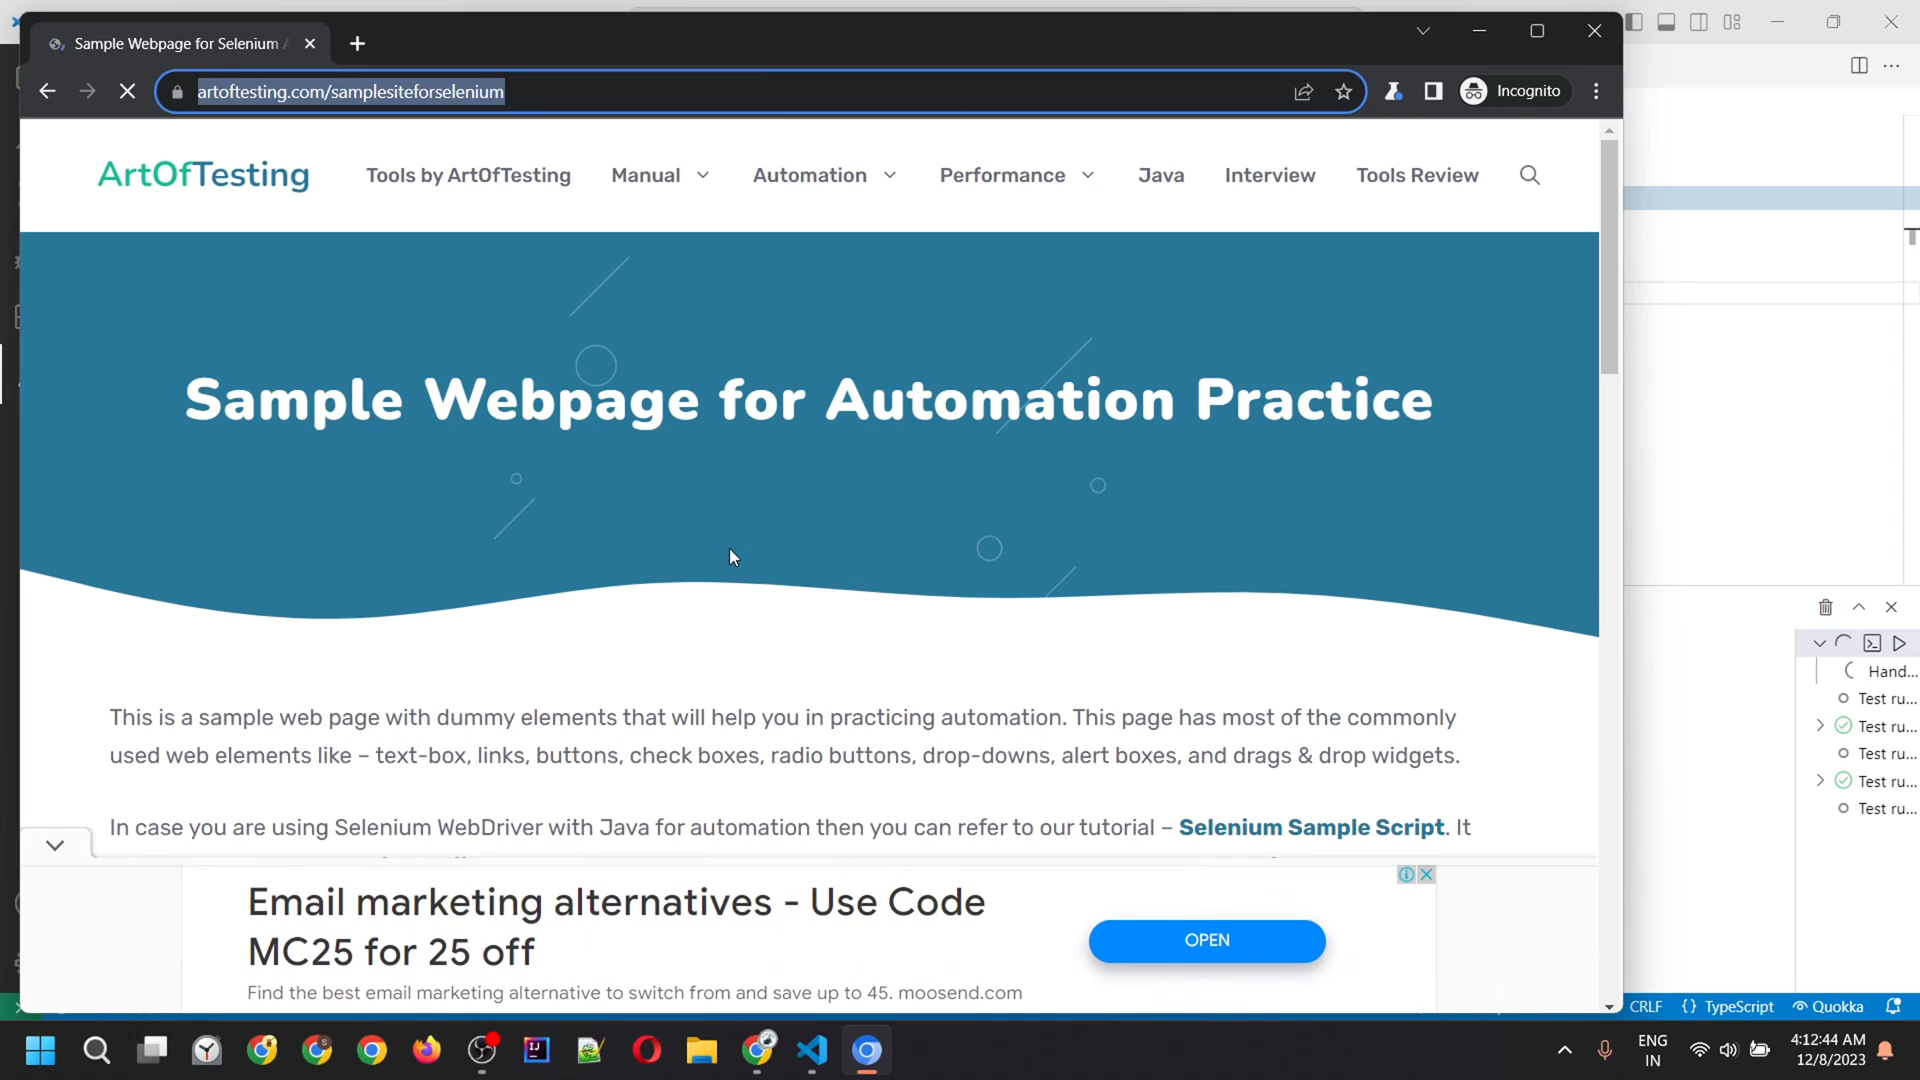 Sample Webpage for Selenium
artoftesting.com/samplesiteforselenium
Incognito
ArtOfTesting
Tools by ArtOfTesting
Manual
Automation
Performance
Java
Interview
Tools Review
Sample Webpage for Automation Practice
This is a sample web page with dummy elements that will help you in practicing automation. This page has most of the commonly
used web elements like – text-box, links, buttons, check boxes, radio buttons, drop-downs, alert boxes, and drags & drop widgets.
In case you are using Selenium WebDriver with Java for automation then you can refer to our tutorial – Selenium Sample Script. It
Email marketing alternatives - Use Code
MC25 for 25 off
Find the best email marketing alternative to switch from and save up to 45. moosend.com
OPEN
Hand...
Test ru...
Test ru...
Test ru...
Test ru...
Test ru...
CRLF
{} TypeScript
Quokka
ENG
IN
4:12:44 AM
12/8/2023